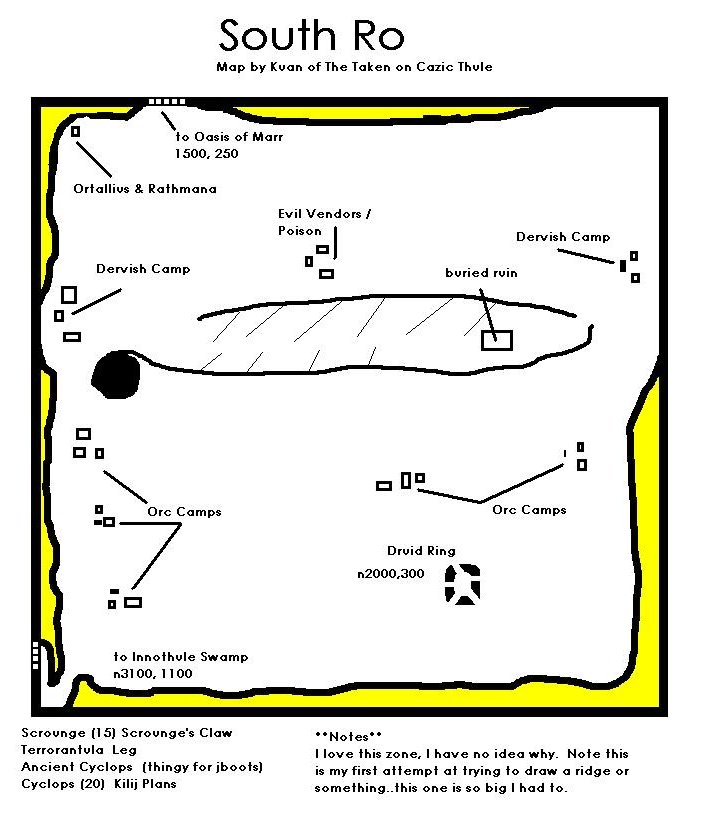 South Ro
Map by Kuan of The Taken on Cazic Thule
to Oasis of Marr
1500, 250
Ortallius & Rathmana
Evil Vendors /
Poison
Dervish Camp
Dervish Camp
buried ruin
Orc Camps
Orc Camps
Druid Ring
n2000,300
to Innothule Swamp
n3100, 1100
Scrounge (15) Scrounge's Claw
Terrorantula Leg
Ancient Cyclops (thingy for jboots)
Cyclops (20) Kilij Plans
**Notes**
I love this zone, I have no idea why. Note this
is my first attempt at trying to draw a ridge or
something..this one is so big I had to.